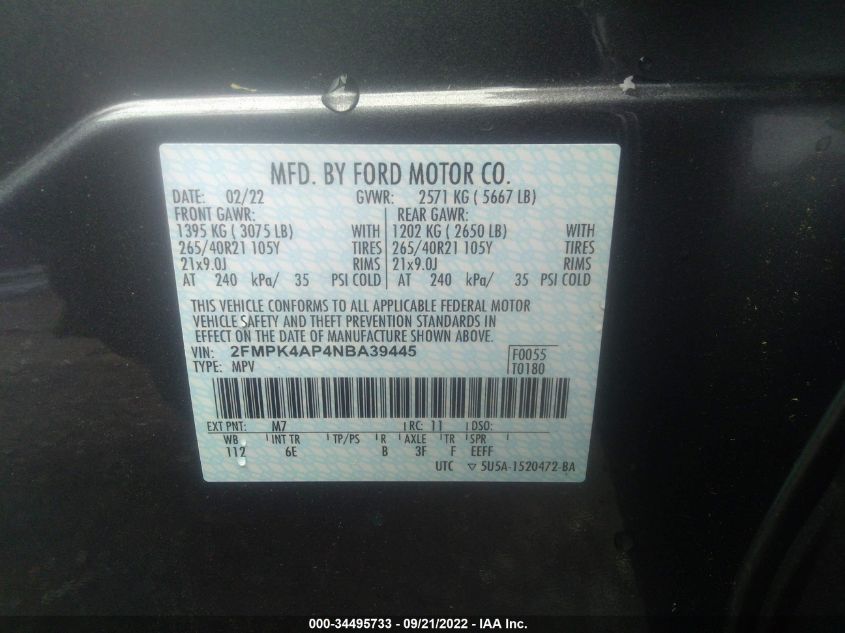 MFD. BY FORD MOTOR CO.
DATE: 02/22 GVWR: 2571 KG ( 5667 LB)
FRONT GAWR: REAR GAWR:
1395 KG ( 3075 LB) WITH 1202 KG ( 2650 LB) WITH
265/40R21 105Y TIRES 265/40R21 105Y TIRES
21x9.0J RIMS 21x9.0J RIMS
AT 240 kPa/ 35 PSI COLD AT 240 kPa/ 35 PSI COLD
THIS VEHICLE CONFORMS TO ALL APPLICABLE FEDERAL MOTOR
VEHICLE SAFETY AND THEFT PREVENTION STANDARDS IN
EFFECT ON THE DATE OF MANUFACTURE SHOWN ABOVE.
VIN: 2FMPK4AP4NBA39445 F0055
TYPE: MPV T0180
EXT PNT: M7 RC: 11 DSO:
WB INT TR TP/PS R AXLE TR SPR
112 6E B 3F F EEFF
UTC ▽ 5U5A-1520472-BA
000-34495733 - 09/21/2022 - IAA Inc.